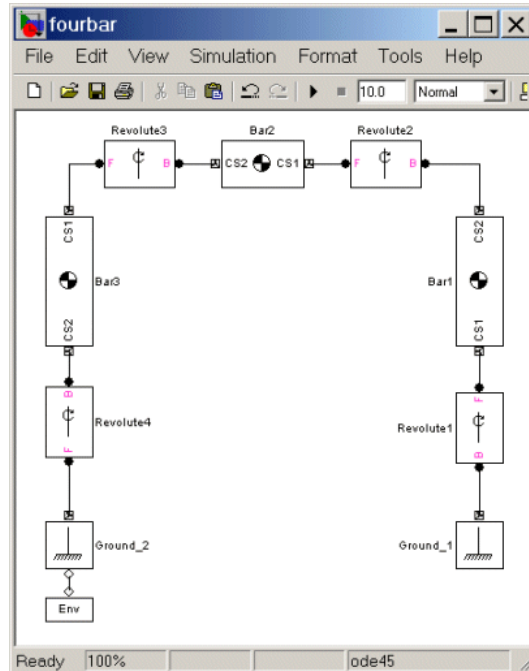 fourbar
File Edit View Simulation Format Tools Help
10.0 Normal
Revolute3 Bar2 Revolute2
F B CS2 CS1 F B
CS1 CS2
Bar3 Bar1
CS2 CS1
B F
Revolute4 Revolute1
F B
Ground_2 Ground_1
Env
Ready 100% ode45